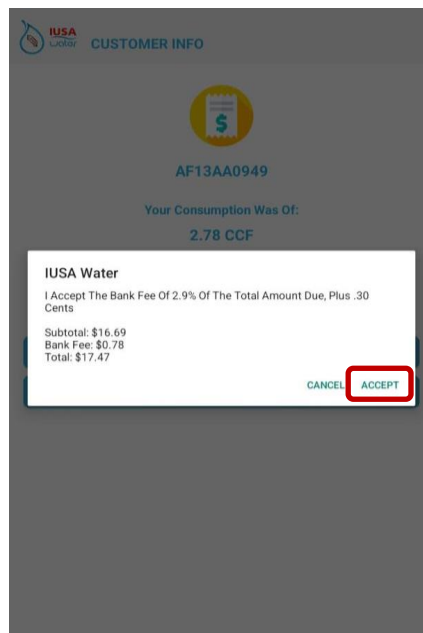 IUSA
water
CUSTOMER INFO
$
AF13AA0949
Your Consumption Was Of:
2.78 CCF
IUSA Water
I Accept The Bank Fee Of 2.9% Of The Total Amount Due, Plus .30
Cents
Subtotal: $16.69
Bank Fee: $0.78
Total: $17.47
CANCEL ACCEPT